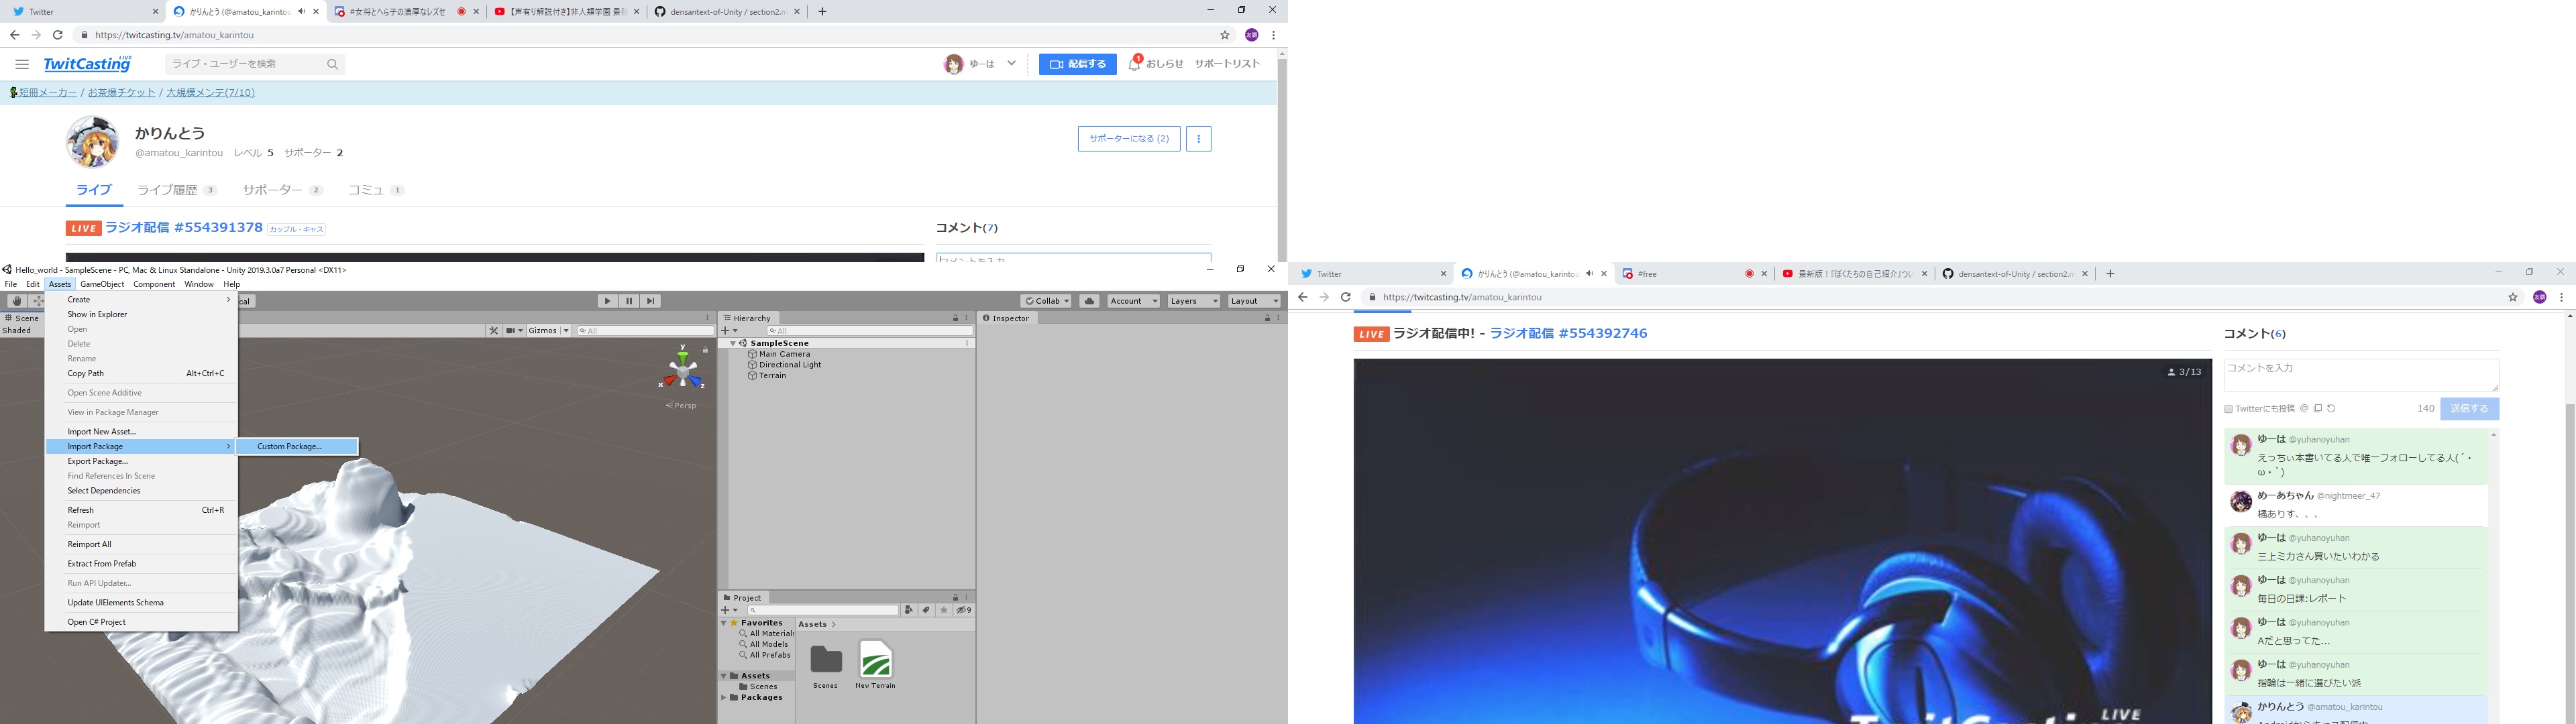 Twitter
かりんとう (@amatou_karintou
#女将とへら子の濃厚なレズセ
【声有り解説付き】非人類学園 最強
densantext-of-Unity / section2.m
https://twitcasting.tv/amatou_karintou
TwitCasting LIVE
ライブ・ユーザーを検索
ゆーは
配信する
1
おしらせ
サポートリスト
短冊メーカー / お茶爆チケット / 大規模メンテ(7/10)
かりんとう
@amatou_karintou レベル 5 サポーター 2
サポーターになる (2)
ライブ
ライブ履歴 3
サポーター 2
コミュ 1
LIVE ラジオ配信 #554391378 カップル・キャス
コメント(7)
コメントを入力
Hello_world - SampleScene - PC, Mac & Linux Standalone - Unity 2019.3.0a7 Personal <DX11>
File Edit Assets GameObject Component Window Help
cal
Collab
Account
Layers
Layout
Scene
Shaded
Gizmos
All
Create
Show in Explorer
Open
Delete
Rename
Copy Path Alt+Ctrl+C
Open Scene Additive
View in Package Manager
Import New Asset...
Import Package
Custom Package...
Export Package...
Find References In Scene
Select Dependencies
Refresh Ctrl+R
Reimport
Reimport All
Extract From Prefab
Run API Updater...
Update UIElements Schema
Open C# Project
y
x
z
Persp
Hierarchy
All
SampleScene
Main Camera
Directional Light
Terrain
Inspector
Project
9
Favorites
All Materials
All Models
All Prefabs
Assets
Scenes
Packages
Assets
Scenes
New Terrain
Twitter
かりんとう (@amatou_karintou
#free
最新版！『ぼくたちの自己紹介』つい
densantext-of-Unity / section2.m
https://twitcasting.tv/amatou_karintou
LIVE ラジオ配信中! - ラジオ配信 #554392746
3/13
コメント(6)
コメントを入力
Twitterにも投稿
140
送信する
ゆーは @yuhanoyuhan
えっちぃ本書いてる人で唯一フォローしてる人(´・
ω・`)
めーあちゃん @nightmeer_47
橘ありす、、、
ゆーは @yuhanoyuhan
三上ミカさん買いたいわかる
ゆーは @yuhanoyuhan
毎日の日課:レポート
ゆーは @yuhanoyuhan
Aだと思ってた...
ゆーは @yuhanoyuhan
指輪は一緒に選びたい派
かりんとう @amatou_karintou
LIVE